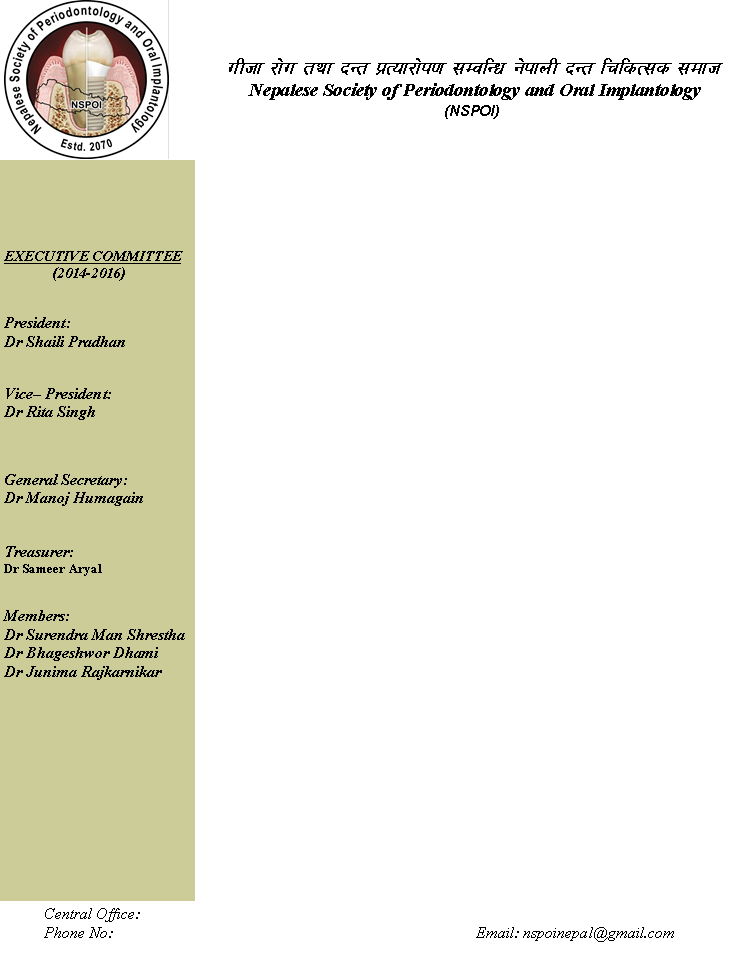 Nepalese Society of Periodontology and Oral Implantology
NSPOI
Estd. 2070
गीजा रोग तथा दन्त प्रत्यारोपण सम्वन्धि नेपाली दन्त चिकित्सक समाज
Nepalese Society of Periodontology and Oral Implantology
(NSPOI)
EXECUTIVE COMMITTEE
(2014-2016)
President:
Dr Shaili Pradhan
Vice– President:
Dr Rita Singh
General Secretary:
Dr Manoj Humagain
Treasurer:
Dr Sameer Aryal
Members:
Dr Surendra Man Shrestha
Dr Bhageshwor Dhami
Dr Junima Rajkarnikar
Central Office:
Phone No: Email: nspoinepal@gmail.com